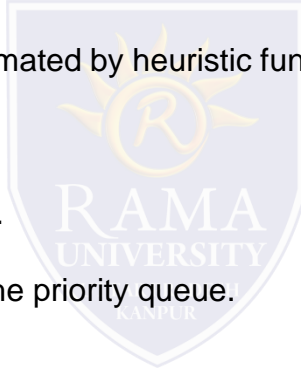 mated by heuristic fun
R
RAMA
UNIVERSITY
he priority queue.
KANPUR